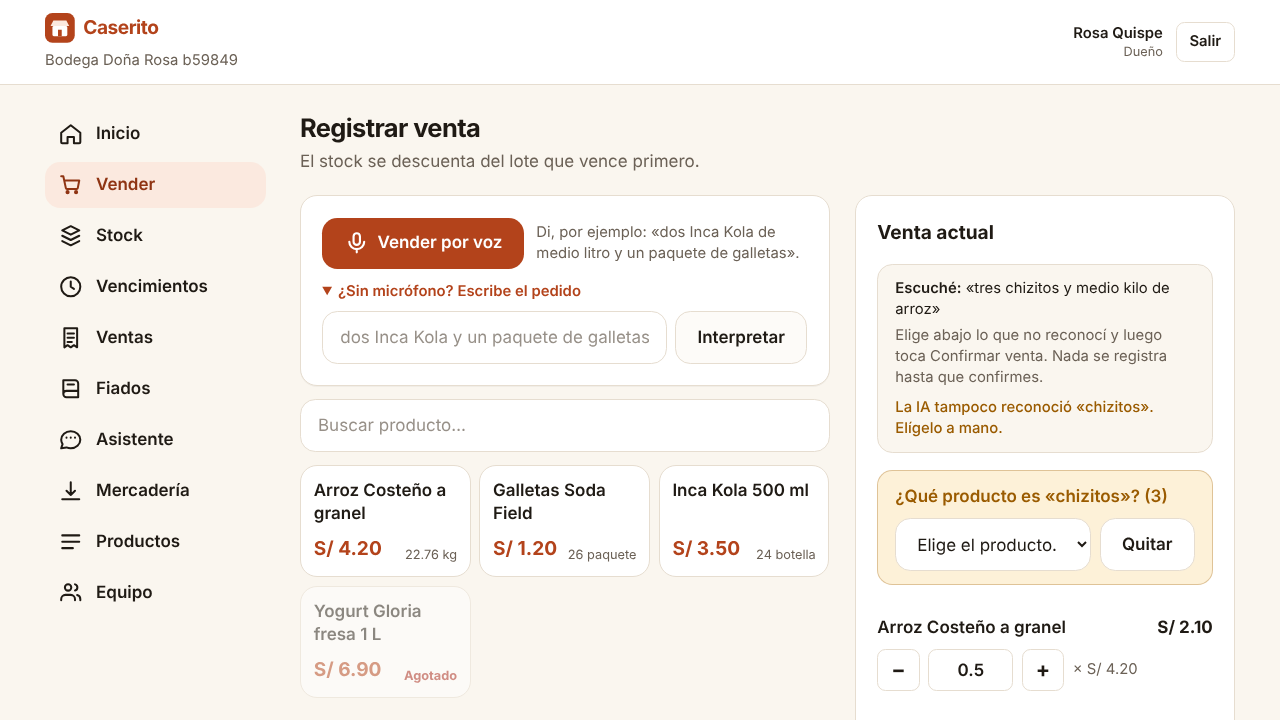 Caserito
Bodega Doña Rosa b59849
Rosa Quispe
Dueño
Salir
Inicio
Vender
Stock
Vencimientos
Ventas
Fiados
Asistente
Mercadería
Productos
Equipo
Registrar venta
El stock se descuenta del lote que vence primero.
Vender por voz
Di, por ejemplo: «dos Inca Kola de
medio litro y un paquete de galletas».
▼ ¿Sin micrófono? Escribe el pedido
dos Inca Kola y un paquete de galletas
Interpretar
Buscar producto...
Arroz Costeño a
granel
S/ 4.20
22.76 kg
Galletas Soda
Field
S/ 1.20
26 paquete
Inca Kola 500 ml
S/ 3.50
24 botella
Yogurt Gloria
fresa 1 L
S/ 6.90
Agotado
Venta actual
Escuché: «tres chizitos y medio kilo de
arroz»
Elige abajo lo que no reconocí y luego
toca Confirmar venta. Nada se registra
hasta que confirmes.
La IA tampoco reconoció «chizitos».
Elígelo a mano.
¿Qué producto es «chizitos»? (3)
Elige el producto.
Quitar
Arroz Costeño a granel
S/ 2.10
−
0.5
+
× S/ 4.20